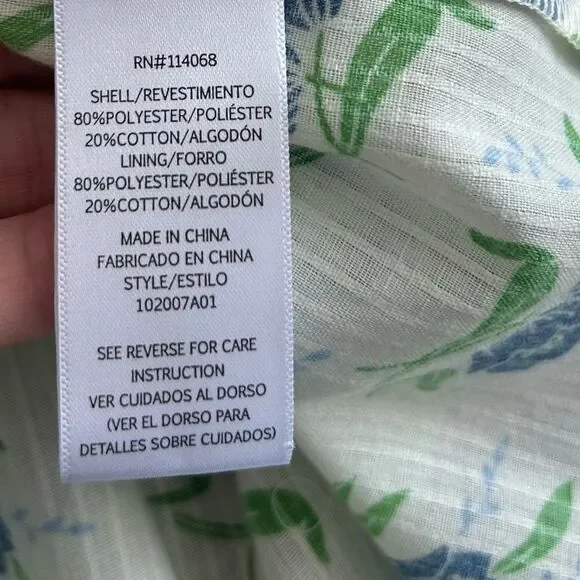 RN#114068
SHELL/REVESTIMIENTO
80%POLYESTER/POLIÉSTER
20%COTTON/ALGODÓN
LINING/FORRO
80%POLYESTER/POLIÉSTER
20%COTTON/ALGODÓN
MADE IN CHINA
FABRICADO EN CHINA
STYLE/ESTILO
102007A01
SEE REVERSE FOR CARE
INSTRUCTION
VER CUIDADOS AL DORSO
(VER EL DORSO PARA
DETALLES SOBRE CUIDADOS)